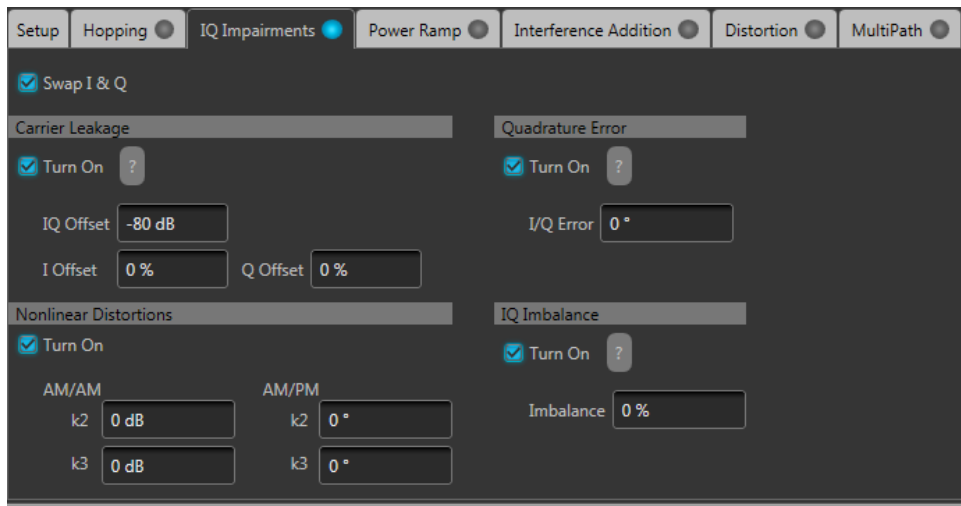 Setup Hopping IQ Impairments Power Ramp Interference Addition Distortion MultiPath
Swap I & Q
Carrier Leakage
Turn On ?
IQ Offset -80 dB
I Offset 0 % Q Offset 0 %
Quadrature Error
Turn On ?
I/Q Error 0 °
Nonlinear Distortions
Turn On
AM/AM AM/PM
k2 0 dB k2 0 °
k3 0 dB k3 0 °
IQ Imbalance
Turn On ?
Imbalance 0 %